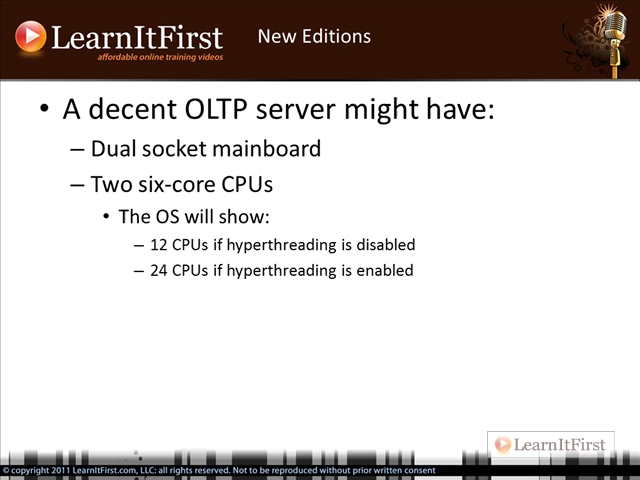 LearnItFirst
affordable online training videos
New Editions
• A decent OLTP server might have:
– Dual socket mainboard
– Two six-core CPUs
• The OS will show:
– 12 CPUs if hyperthreading is disabled
– 24 CPUs if hyperthreading is enabled
LearnItFirst
© copyright 2011 LearnItFirst.com, LLC: all rights reserved. Not to be reproduced without prior written consent